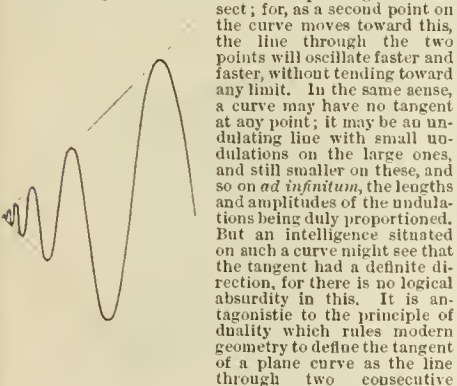 sect; for, as a second point on
the curve moves toward this,
the line through the two
points will oscillate faster and
faster, without tending toward
any limit. In the same sense,
a curve may have no tangent
at any point; it may be an un-
dulating line with small un-
dulations on the large ones,
and still smaller on these, and
so on ad infinitum, the lengths
and amplitudes of the undula-
tions being duly proportioned.
But an intelligence situated
on such a curve might see that
the tangent had a definite di-
rection, for there is no logical
absurdity in this. It is an-
tagonistic to the principle of
duality which rules modern
geometry to define the tangent
of a plane curve as the line
through two consecutive